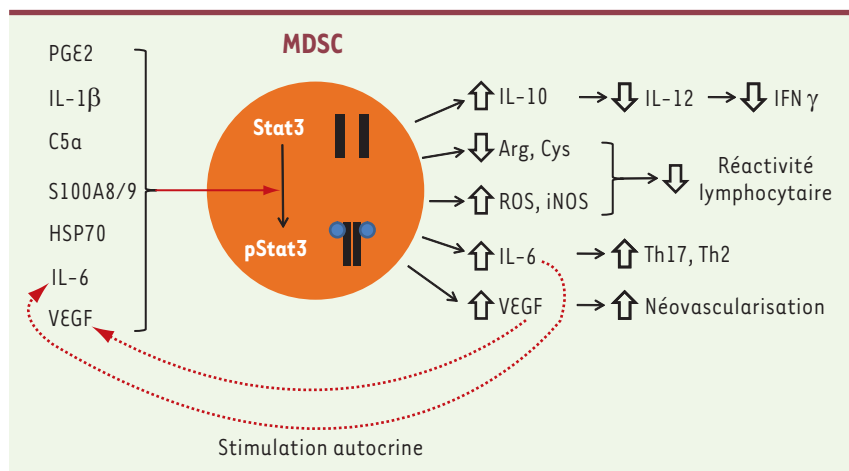 MDSC
PGE2
IL-1β
C5a
S100A8/9
HSP70
IL-6
VEGF
Stat3
pStat3
IL-10 IL-12 IFN γ
Arg, Cys
ROS, iNOS
Réactivité
lymphocytaire
IL-6 Th17, Th2
VEGF Néovascularisation
Stimulation autocrine